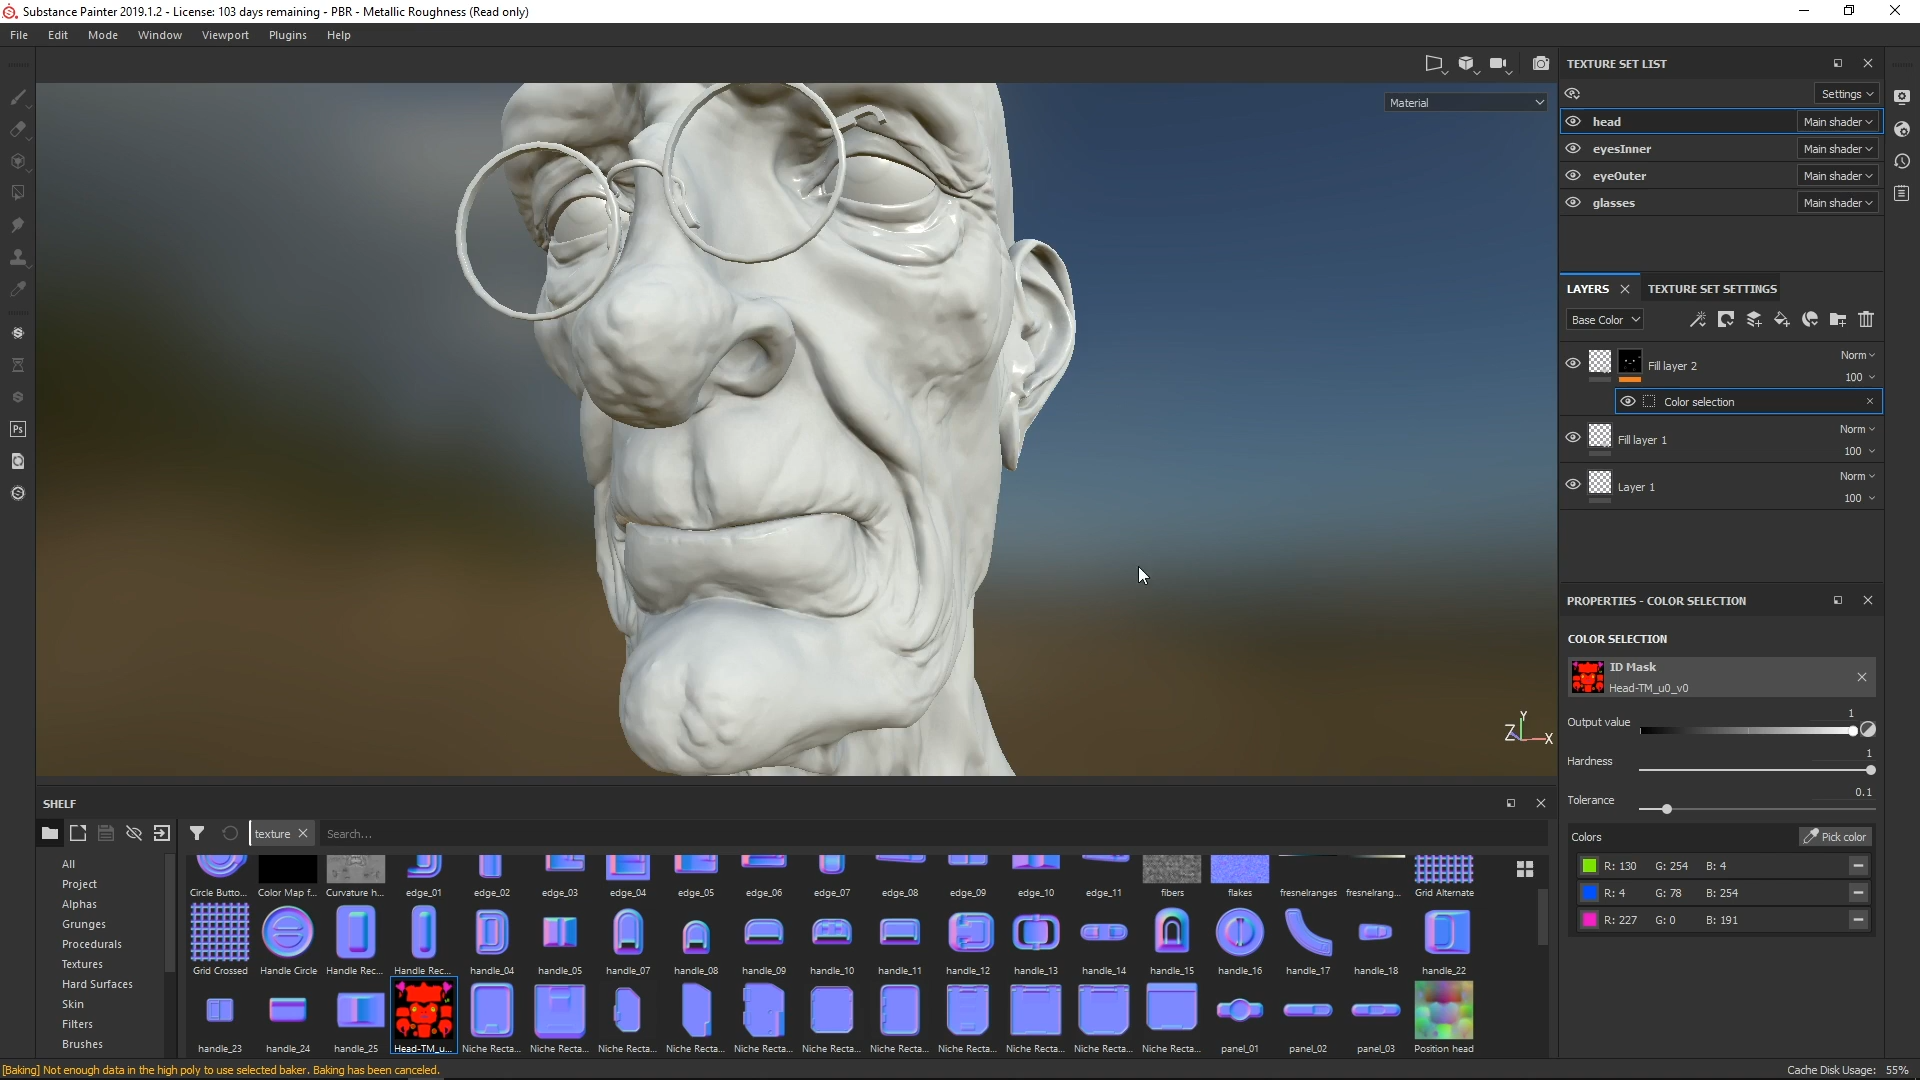 Substance Painter 2019.1.2 - License: 103 days remaining - PBR - Metallic Roughness (Read only)
File Edit Mode Window Viewport Plugins Help
Material
TEXTURE SET LIST
Settings
head Main shader
eyesInner Main shader
eyeOuter Main shader
glasses Main shader
LAYERS TEXTURE SET SETTINGS
Base Color
Fill layer 2 Norm
100
Color selection
Fill layer 1 Norm
100
Layer 1 Norm
100
Ps
PROPERTIES - COLOR SELECTION
COLOR SELECTION
ID Mask
Head-TM_u0_v0
Output value 1
Hardness 1
Tolerance 0.1
Colors Pick color
R: 130 G: 254 B: 4
R: 4 G: 78 B: 254
R: 227 G: 0 B: 191
Y
Z X
SHELF
texture Search...
All
Project
Alphas
Grunges
Procedurals
Textures
Hard Surfaces
Skin
Filters
Brushes
Circle Butto... Color Map f... Curvature h... edge_01 edge_02 edge_03 edge_04 edge_05 edge_06 edge_07 edge_08 edge_09 edge_10 edge_11 fibers flakes fresnelranges fresnelrang... Grid Alternate
Grid Crossed Handle Circle Handle Rec... Handle Rec... handle_04 handle_05 handle_07 handle_08 handle_09 handle_10 handle_11 handle_12 handle_13 handle_14 handle_15 handle_16 handle_17 handle_18 handle_22
handle_23 handle_24 handle_25 Head-TM_u... Niche Recta... Niche Recta... Niche Recta... Niche Recta... Niche Recta... Niche Recta... Niche Recta... Niche Recta... Niche Recta... Niche Recta... Niche Recta... panel_01 panel_02 panel_03 Position head
[Baking] Not enough data in the high poly to use selected baker. Baking has been canceled.
Cache Disk Usage: 55%